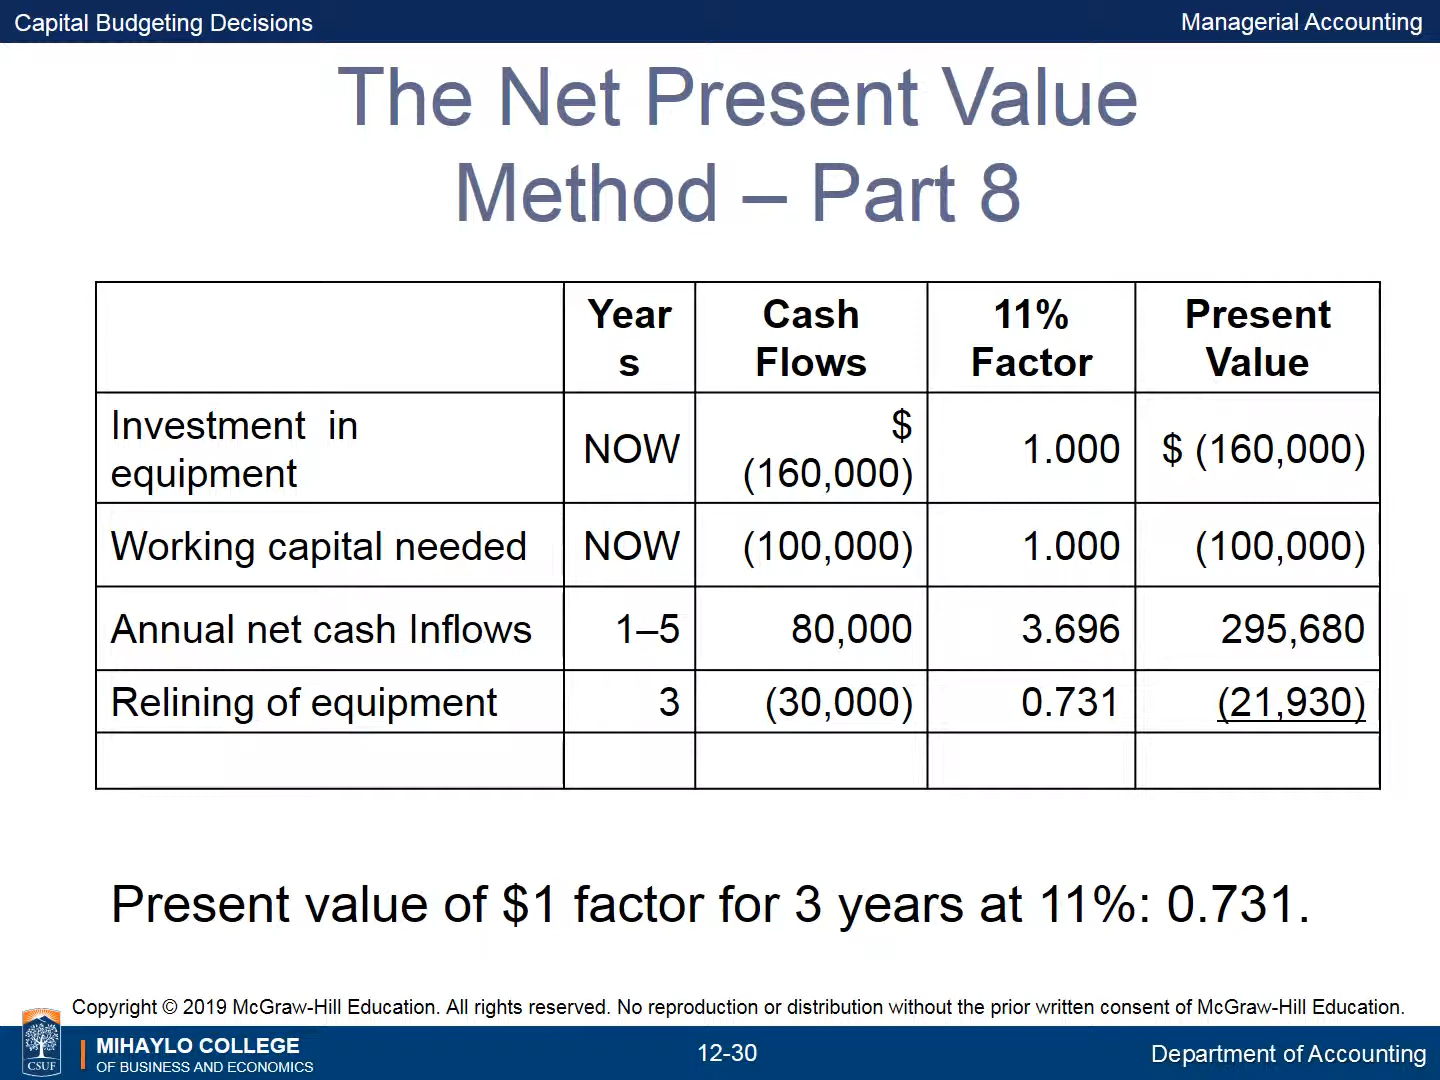 Capital Budgeting Decisions
Managerial Accounting
The Net Present Value
Method – Part 8
Year
s
Cash
Flows
11%
Factor
Present
Value
Investment in
equipment
NOW
$
(160,000)
1.000
$ (160,000)
Working capital needed
NOW
(100,000)
1.000
(100,000)
Annual net cash Inflows
1–5
80,000
3.696
295,680
Relining of equipment
3
(30,000)
0.731
(21,930)
Present value of $1 factor for 3 years at 11%: 0.731.
Copyright © 2019 McGraw-Hill Education. All rights reserved. No reproduction or distribution without the prior written consent of McGraw-Hill Education.
CSUF
MIHAYLO COLLEGE
OF BUSINESS AND ECONOMICS
12-30
Department of Accounting